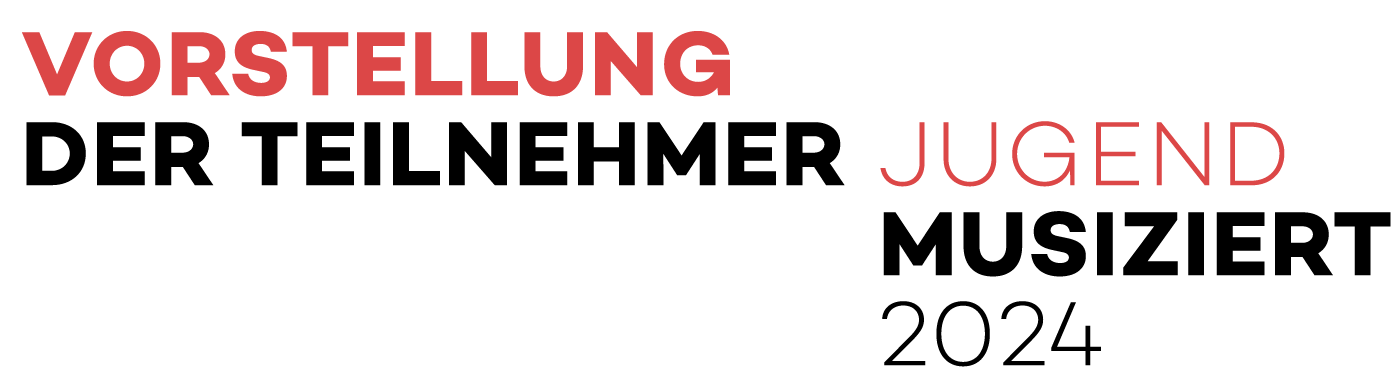 VORSTELLUNG
DER TEILNEHMER
JUGEND
MUSIZIERT
2024